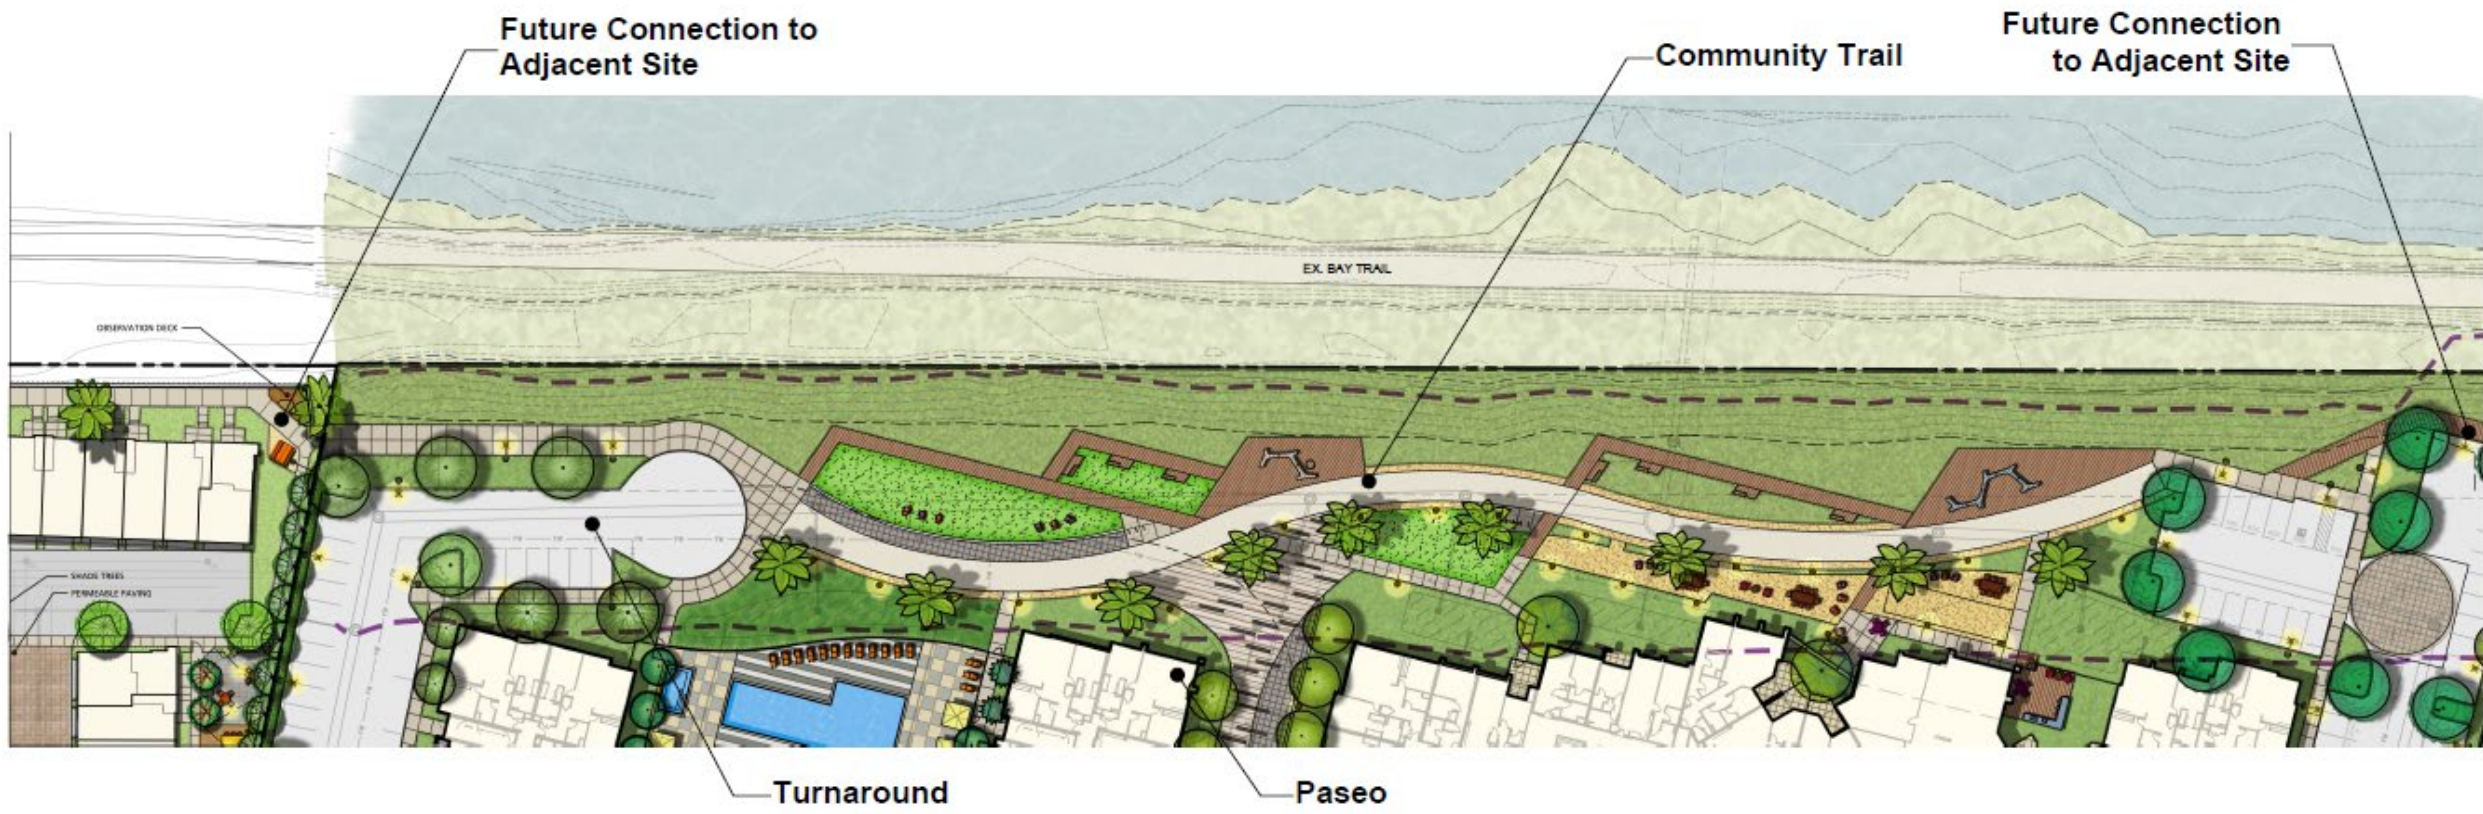 Future Connection to
Adjacent Site
Community Trail
Future Connection
to Adjacent Site
EX. BAY TRAIL
OBSERVATION DECK
SHADE TREES
PERMEABLE PAVING
Turnaround
Paseo